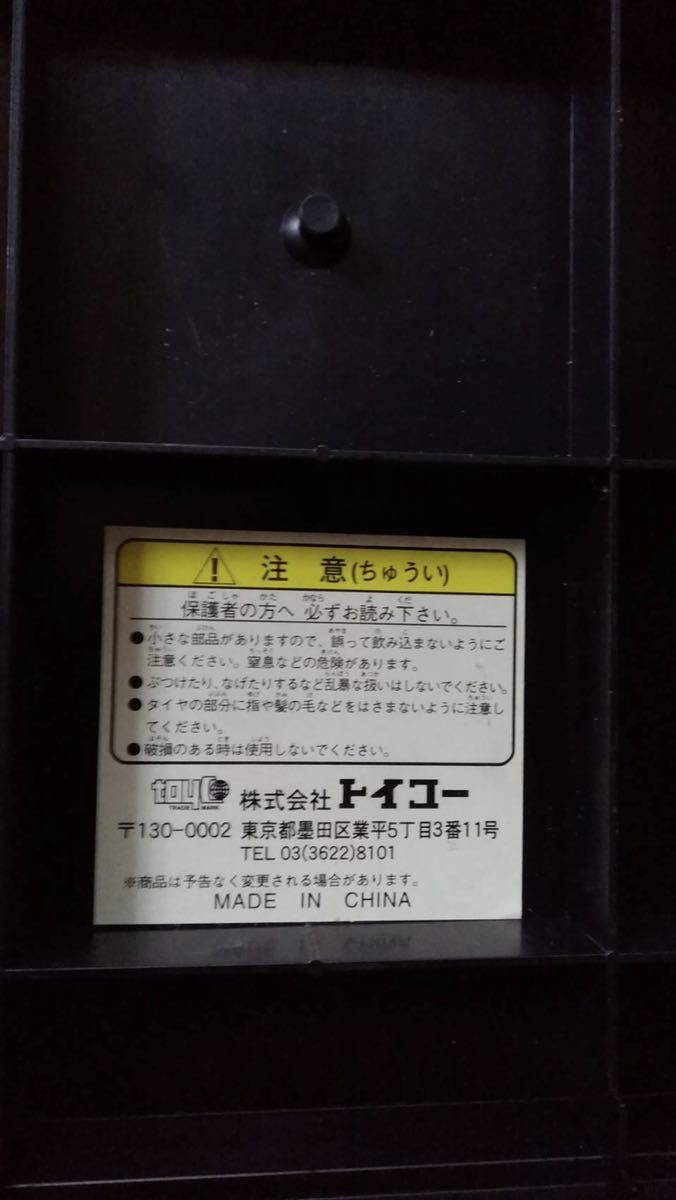 注 意(ちゅうい)
保護者の方へ 必ずお読み下さい。
●小さな部品がありますので、誤って飲み込まないようにご
注意ください。窒息などの危険があります。
●ぶつけたり、なげたりするなど乱暴な扱いはしないでください。
●タイヤの部分に指や髪の毛などをはさまないように注意し
てください。
●破損のある時は使用しないでください。
toyco TRADE MARK 株式会社 トイコー
〒130-0002 東京都墨田区業平5丁目3番11号
TEL 03(3622)8101
※商品は予告なく変更される場合があります。
MADE IN CHINA